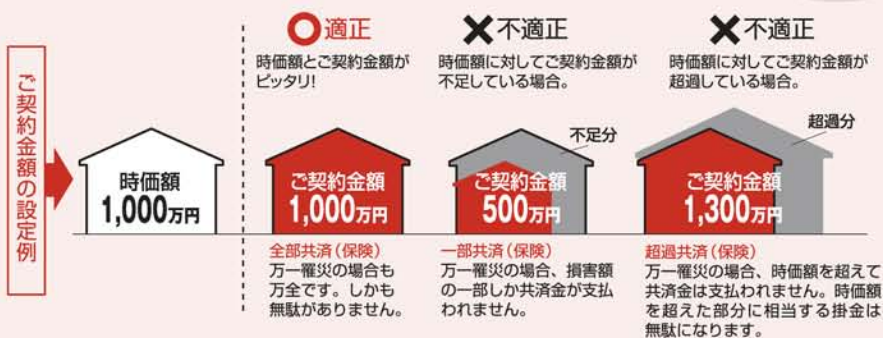 ご契約金額の設定例
時価額
1,000万円
適正
時価額とご契約金額が
ピッタリ!
ご契約金額
1,000万円
全部共済(保険)
万一罹災の場合も
万全です。しかも
無駄がありません。
不適正
時価額に対してご契約金額が
不足している場合。
不足分
ご契約金額
500万円
一部共済(保険)
万一罹災の場合、損害額
の一部しか共済金が支払
われません。
不適正
時価額に対してご契約金額が
超過している場合。
超過分
ご契約金額
1,300万円
超過共済(保険)
万一罹災の場合、時価額を超えて
共済金は支払われません。時価額
を超えた部分に相当する掛金は
無駄になります。